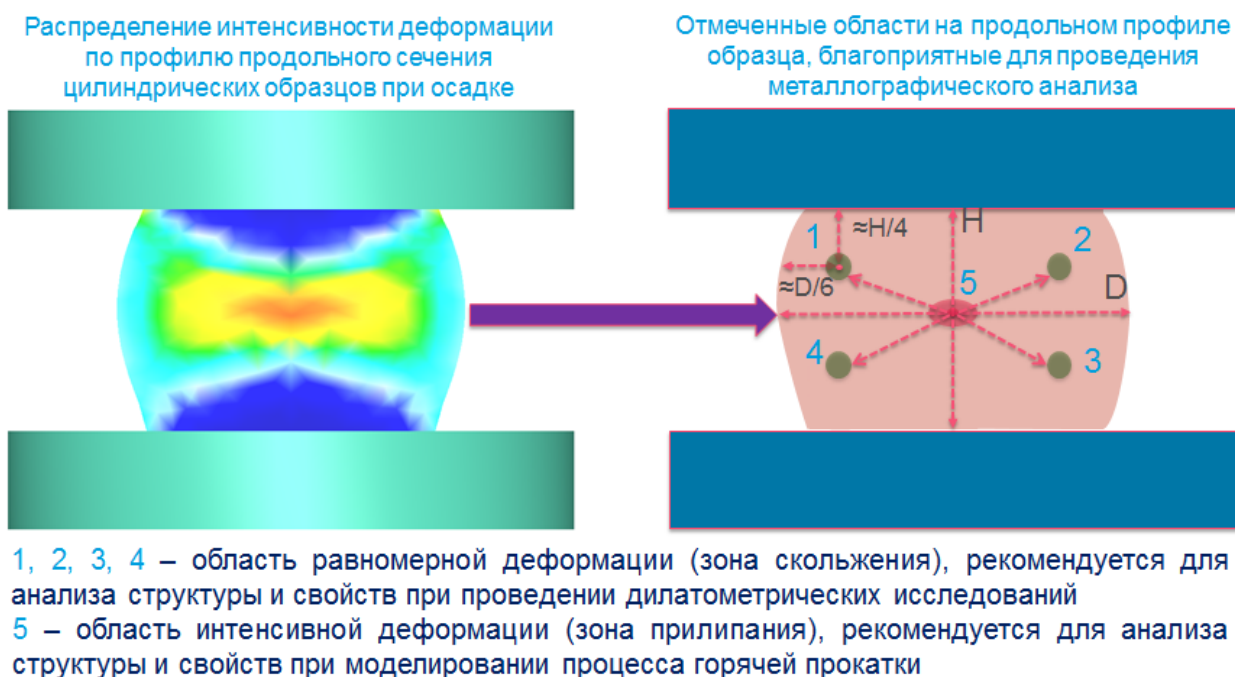 Распределение интенсивности деформации
по профилю продольного сечения
цилиндрических образцов при осадке
Отмеченные области на продольном профиле
образца, благоприятные для проведения
металлографического анализа
1
≈H/4
H
2
≈D/6
5
D
4
3
1, 2, 3, 4 – область равномерной деформации (зона скольжения), рекомендуется для
анализа структуры и свойств при проведении дилатометрических исследований
5 – область интенсивной деформации (зона прилипания), рекомендуется для анализа
структуры и свойств при моделировании процесса горячей прокатки